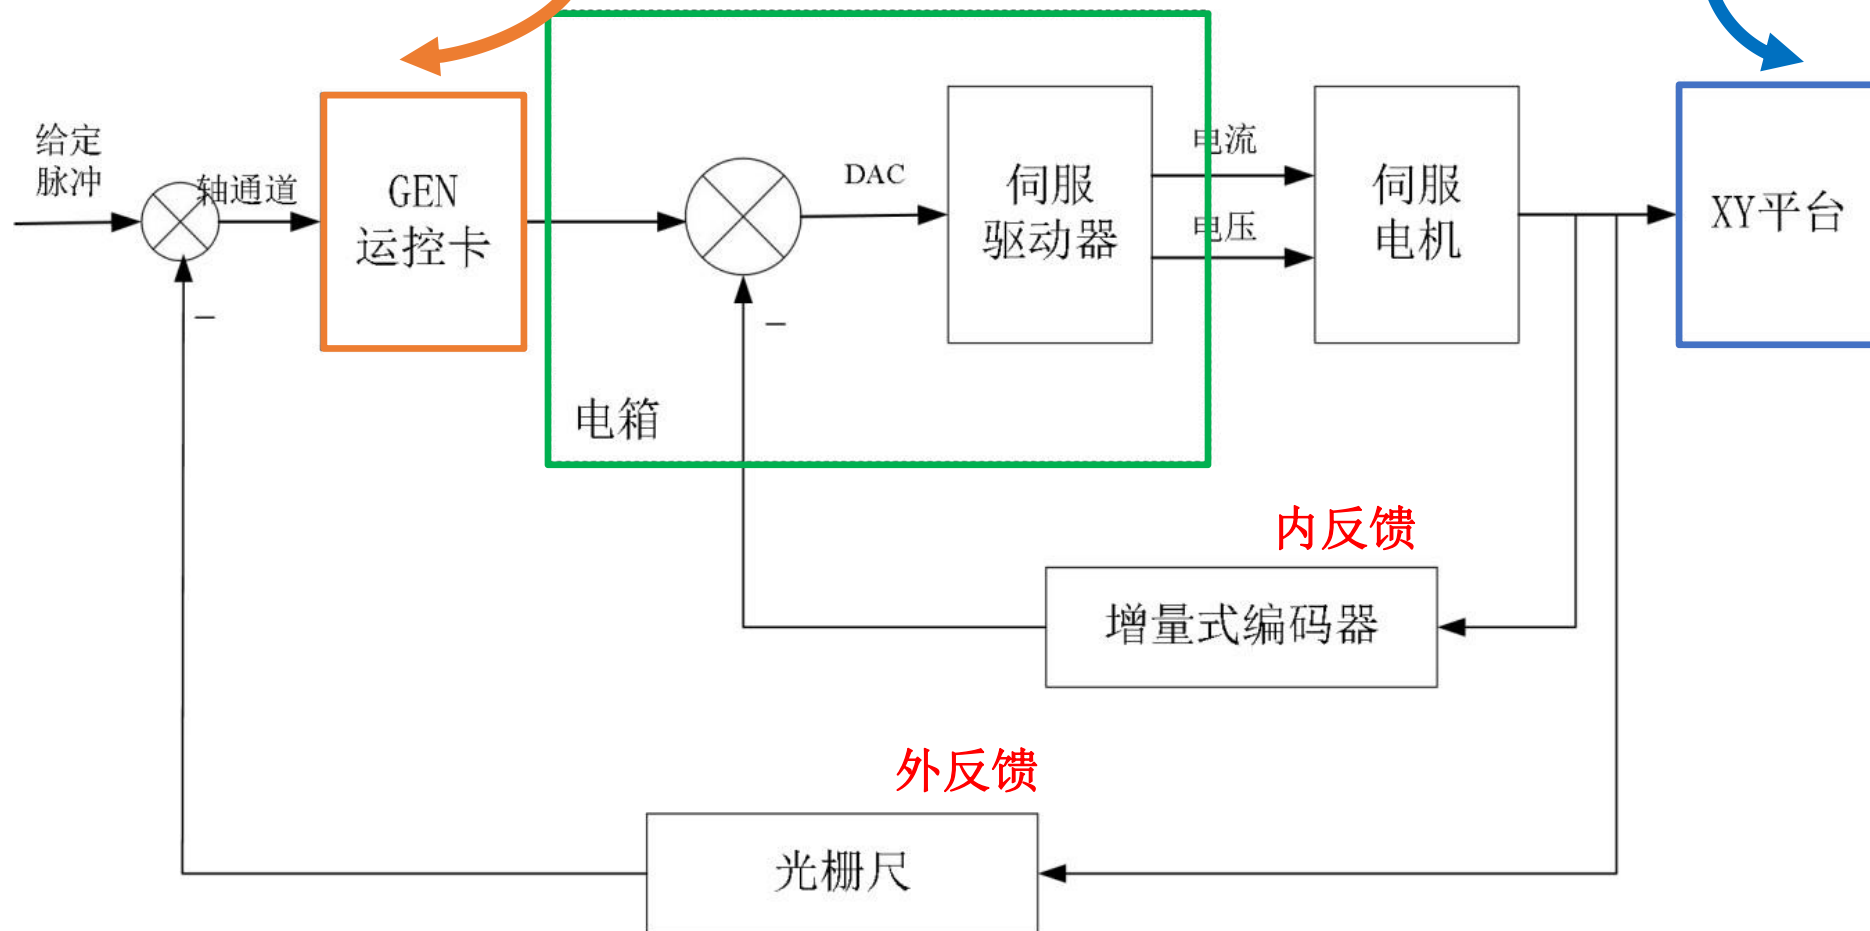 给定
脉冲
轴通道
GEN
运控卡
DAC
伺服
驱动器
电流
电压
伺服
电机
XY平台
−
−
电箱
内反馈
增量式编码器
外反馈
光栅尺